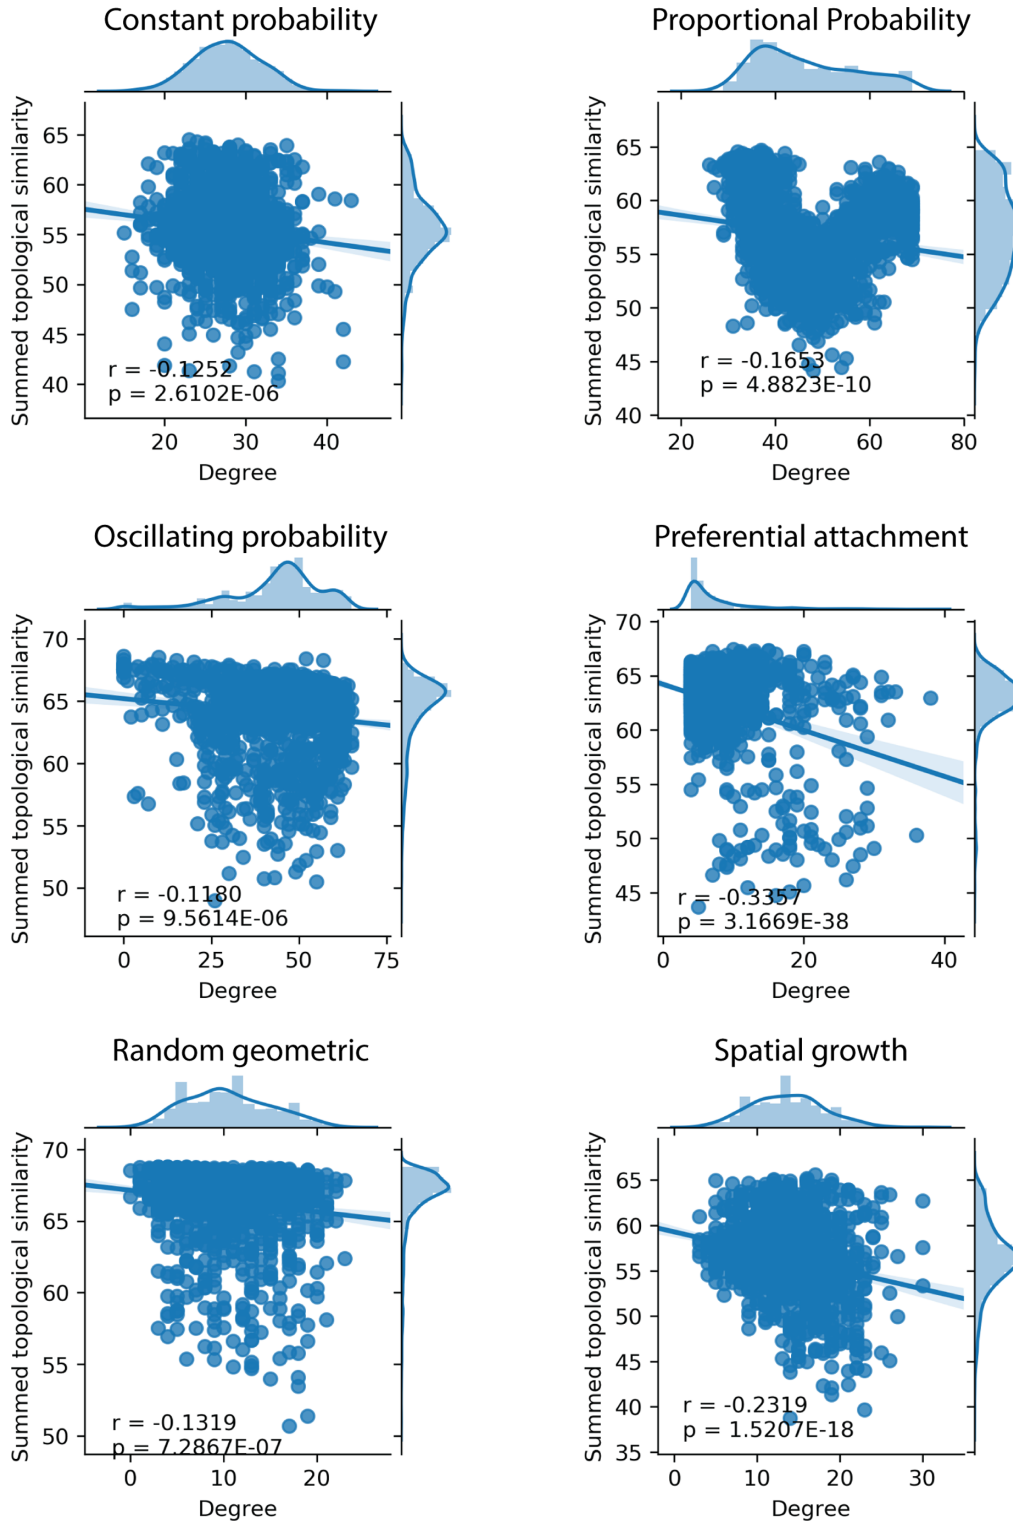 Constant probability
Summed topological similarity
65
60
55
50
45
40
r = -0.1252
p = 2.6102E-06
20 30 40
Degree
Proportional Probability
Summed topological similarity
65
60
55
50
45
40
r = -0.1653
p = 4.8823E-10
20 40 60 80
Degree
Oscillating probability
Summed topological similarity
70
65
60
55
50
r = -0.1180
p = 9.5614E-06
0 25 50 75
Degree
Preferential attachment
Summed topological similarity
70
65
60
55
50
45
r = -0.3357
p = 3.1669E-38
0 20 40
Degree
Random geometric
Summed topological similarity
70
65
60
55
50
r = -0.1319
p = 7.2867E-07
0 10 20
Degree
Spatial growth
Summed topological similarity
65
60
55
50
45
40
35
r = -0.2319
p = 1.5207E-18
0 10 20 30
Degree